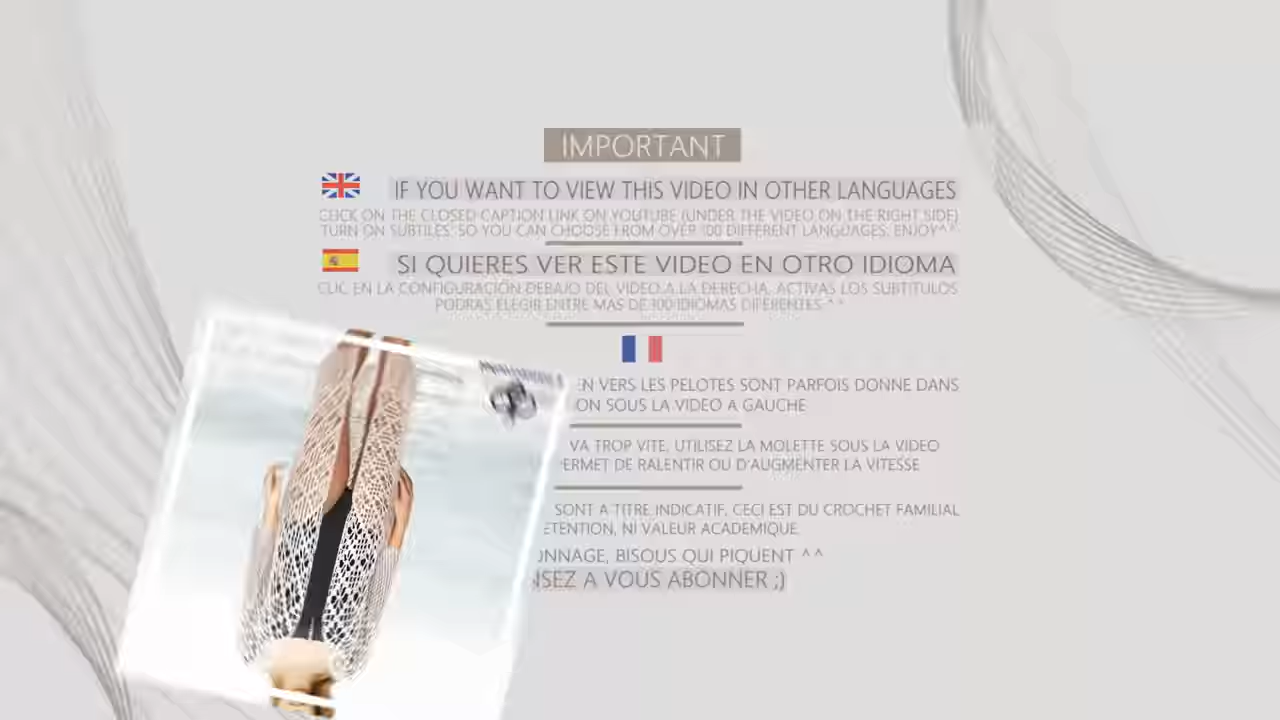 IMPORTANT
IF YOU WANT TO VIEW THIS VIDEO IN OTHER LANGUAGES
CLICK ON THE CLOSED CAPTION LINK ON YOUTUBE (UNDER THE VIDEO ON THE RIGHT SIDE)
TURN ON SUBTILES, SO YOU CAN CHOOSE FROM OVER 100 DIFFERENT LANGUAGES. ENJOY^^
SI QUIERES VER ESTE VIDEO EN OTRO IDIOMA
CLIC EN LA CONFIGURACIÓN DEBAJO DEL VIDEO A LA DERECHA, ACTIVAS LOS SUBTITULOS
PODRAS ELEGIR ENTRE MAS DE 100 IDIOMAS DIFERENTES ^^
EN VERS LES PELOTES SONT PARFOIS DONNE DANS
ON SOUS LA VIDEO A GAUCHE
VA TROP VITE, UTILISEZ LA MOLETTE SOUS LA VIDEO
ERMET DE RALENTIR OU D'AUGMENTER LA VITESSE
SONT A TITRE INDICATIF, CECI EST DU CROCHET FAMILIAL
ETENTION, NI VALEUR ACADEMIQUE.
ONNAGE, BISOUS QUI PIQUENT ^^
NSEZ A VOUS ABONNER ;)